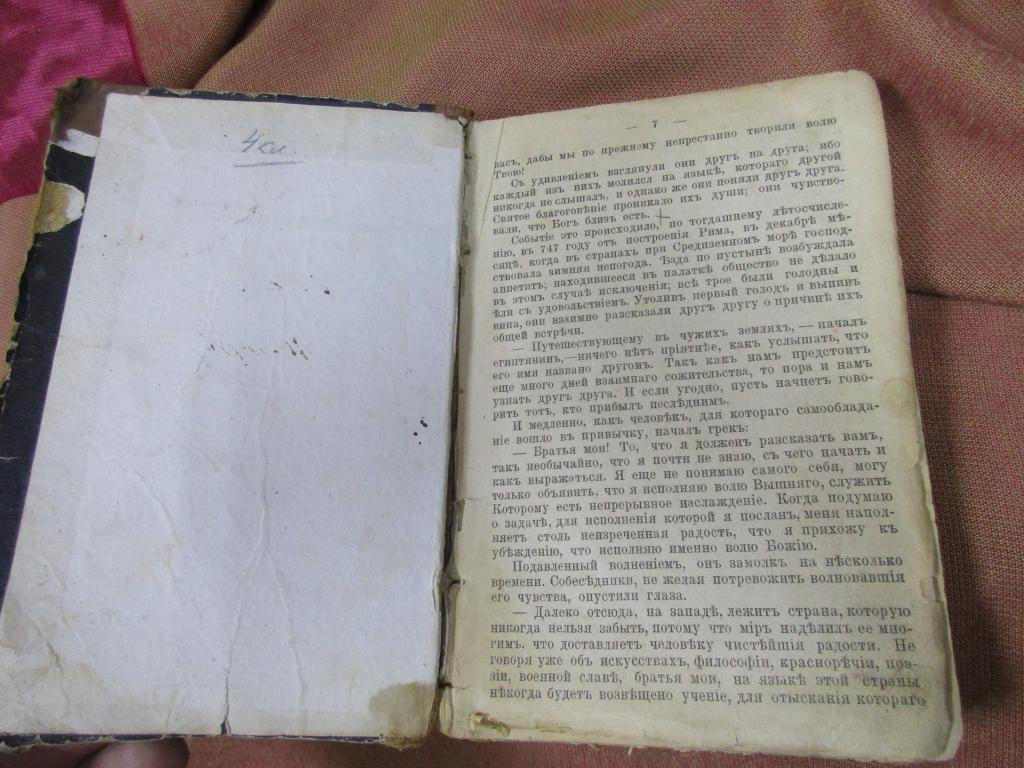 4 кл.
— 7 —
насъ, дабы мы по прежнему непрестанно творили волю
Твою!
Съ удивленіемъ взглянули они другъ на друга; ибо
каждый изъ нихъ молился на языкѣ, котораго другой
никогда не слышалъ, и однако же они поняли другъ друга.
Святое благоговѣніе проникало ихъ души; они чувство-
вали, что Богъ близъ есть.
Событіе это происходило, по тогдашнему лѣтосчисле-
нію, въ 747 году отъ построенія Рима, въ декабрѣ мѣ-
сяцѣ, когда въ странахъ при Средиземномъ морѣ господ-
ствовала зимняя непогода. Ѣзда по пустынѣ возбуждала
аппетитъ; находившееся въ палаткѣ общество не дѣлало
въ этомъ случаѣ исключенія; всѣ трое были голодны и
ѣли съ удовольствіемъ. Утоливъ первый голодъ и выпивъ
вина, они взаимно разсказали другъ другу о причинѣ ихъ
общей встрѣчи.
— Путешествующему въ чужихъ земляхъ, — началъ
египтянинъ,—ничего нѣтъ пріятнѣе, какъ услышать, что
его имя названо другомъ. Такъ какъ намъ предстоитъ
еще много дней взаимнаго сожительства, то пора и намъ
узнать другъ друга. И если угодно, пусть начнетъ гово-
рить тотъ, кто прибылъ послѣднимъ.
И медленно, какъ человѣкъ, для котораго самооблада-
ніе вошло въ привычку, началъ грекъ:
— Братья мои! То, что я долженъ разсказать вамъ,
такъ необычайно, что я почти не знаю, съ чего начать и
какъ выражаться. Я еще не понимаю самого себя, могу
только объявить, что я исполняю волю Вышняго, служить
Которому есть непрерывное наслажденіе. Когда подумаю
о задачѣ, для исполненія которой я посланъ, меня напол-
няетъ столь неизреченная радость, что я прихожу къ
убѣжденію, что исполняю именно волю Божію.
Подавленный волненіемъ, онъ замолкъ на нѣсколько
времени. Собесѣдники, не желая потревожить волновавшія
его чувства, опустили глаза.
— Далеко отсюда, на западѣ, лежитъ страна, которую
никогда нельзя забыть, потому что міръ надѣлилъ ее мно-
гимъ, что доставляетъ человѣку чистѣйшія радости. Не
говоря уже объ искусствахъ, философіи, краснорѣчіи, поэ-
зіи, военной славѣ, братья мои, на языкѣ этой страны
нѣкогда будетъ возвѣщено ученіе, для отысканія котораго